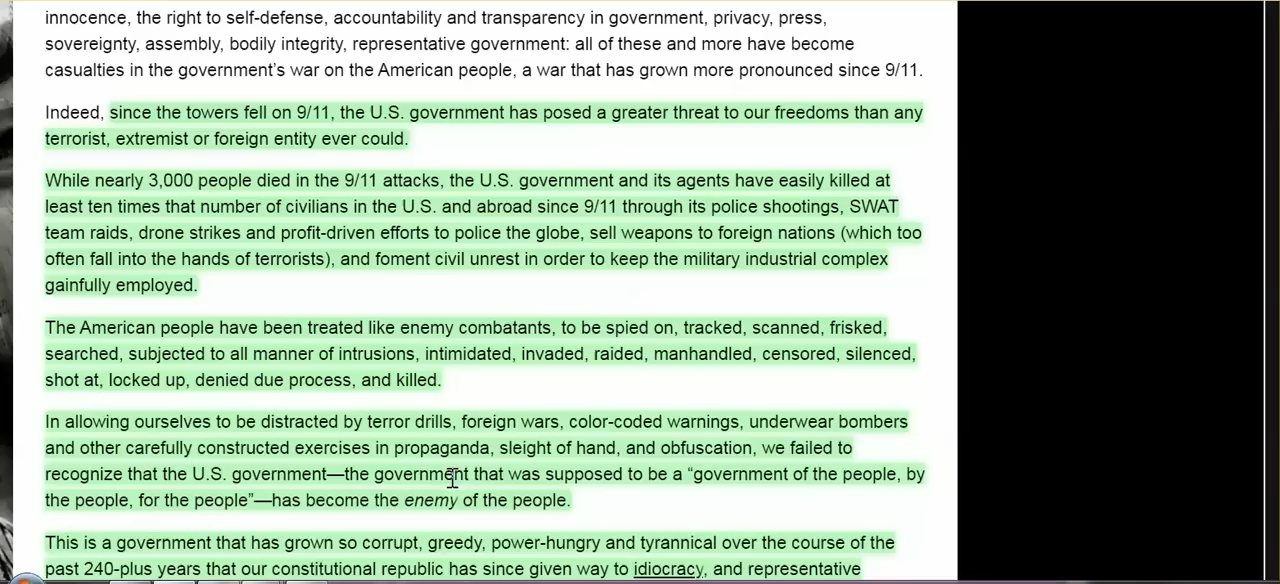 innocence, the right to self-defense, accountability and transparency in government, privacy, press,
sovereignty, assembly, bodily integrity, representative government: all of these and more have become
casualties in the government’s war on the American people, a war that has grown more pronounced since 9/11.
Indeed, since the towers fell on 9/11, the U.S. government has posed a greater threat to our freedoms than any
terrorist, extremist or foreign entity ever could.
While nearly 3,000 people died in the 9/11 attacks, the U.S. government and its agents have easily killed at
least ten times that number of civilians in the U.S. and abroad since 9/11 through its police shootings, SWAT
team raids, drone strikes and profit-driven efforts to police the globe, sell weapons to foreign nations (which too
often fall into the hands of terrorists), and foment civil unrest in order to keep the military industrial complex
gainfully employed.
The American people have been treated like enemy combatants, to be spied on, tracked, scanned, frisked,
searched, subjected to all manner of intrusions, intimidated, invaded, raided, manhandled, censored, silenced,
shot at, locked up, denied due process, and killed.
In allowing ourselves to be distracted by terror drills, foreign wars, color-coded warnings, underwear bombers
and other carefully constructed exercises in propaganda, sleight of hand, and obfuscation, we failed to
recognize that the U.S. government—the government that was supposed to be a “government of the people, by
the people, for the people”—has become the enemy of the people.
This is a government that has grown so corrupt, greedy, power-hungry and tyrannical over the course of the
past 240-plus years that our constitutional republic has since given way to idiocracy, and representative